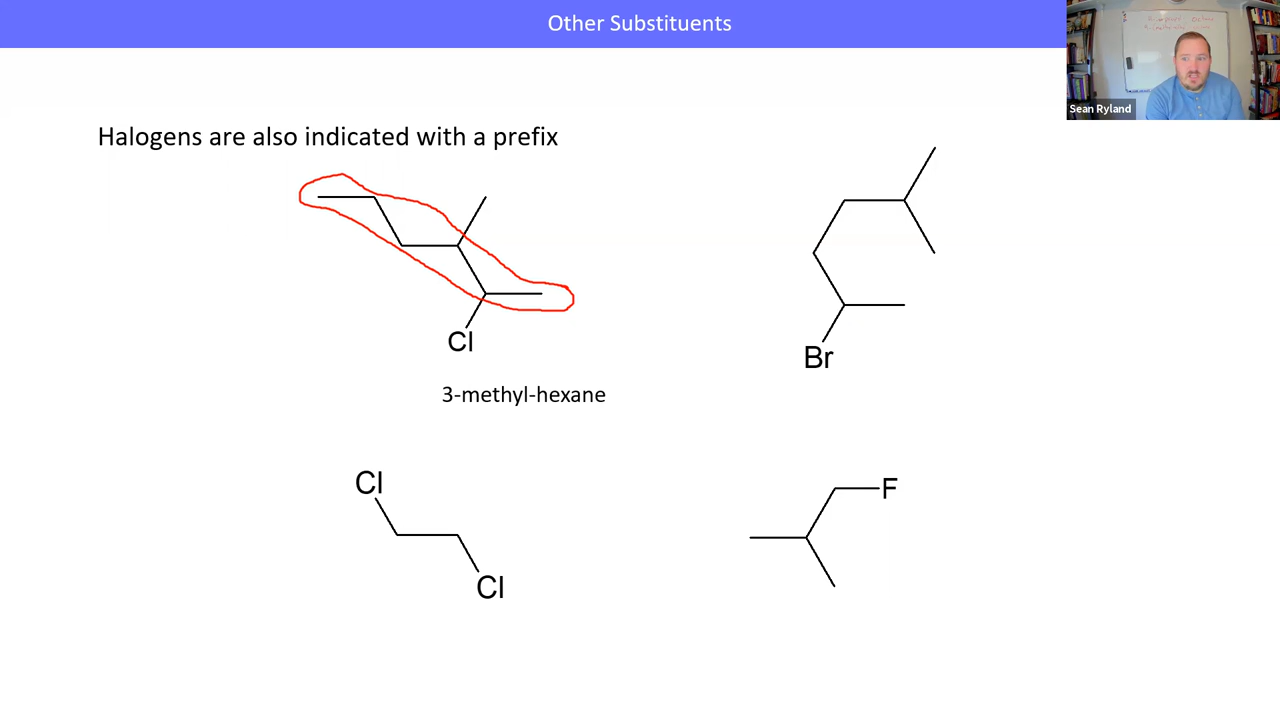 Other Substituents
Sean Ryland
Halogens are also indicated with a prefix
Cl
Br
3-methyl-hexane
Cl
F
Cl